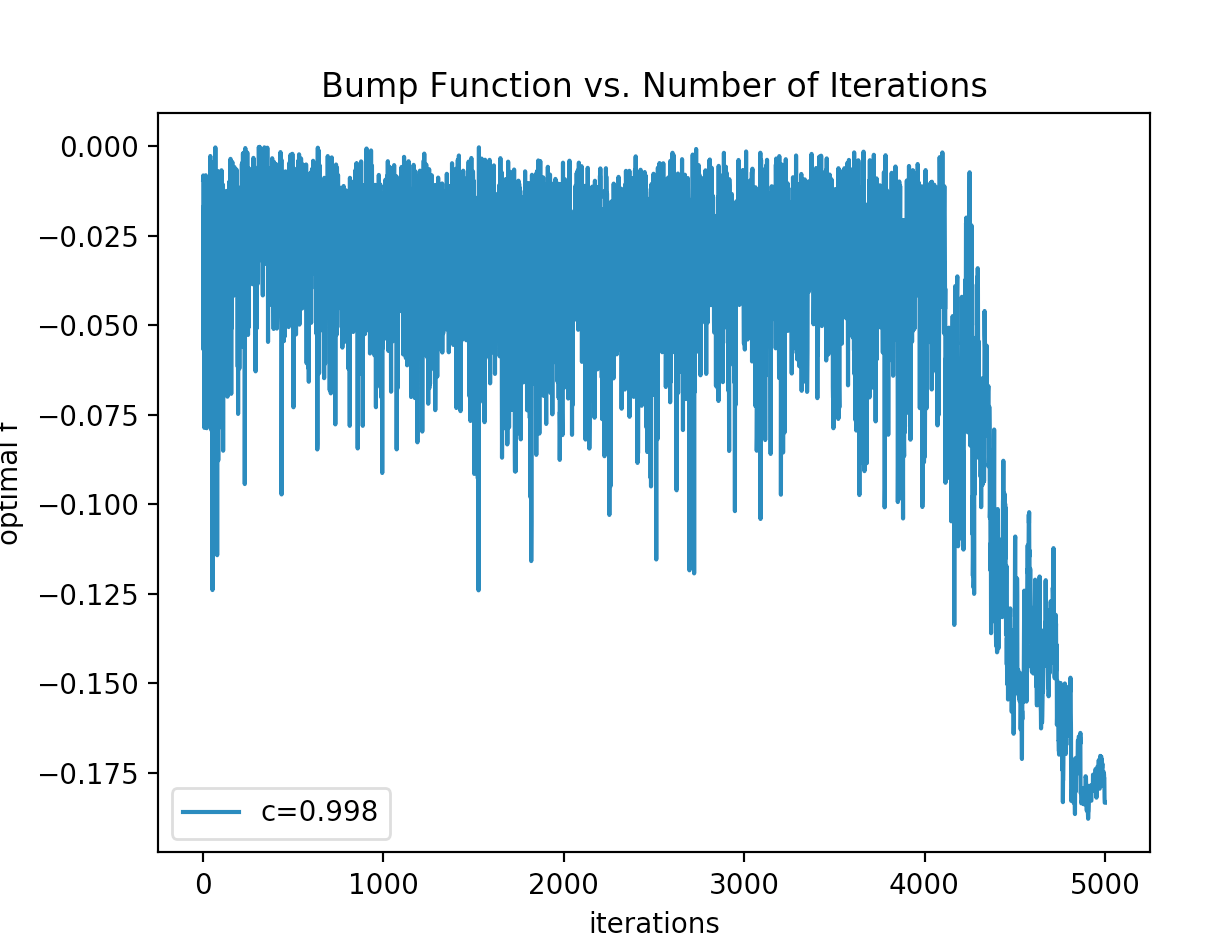 Bump Function vs. Number of Iterations
0.000
−0.025
−0.050
−0.075
−0.100
−0.125
−0.150
−0.175
optimal f
c=0.998
0 1000 2000 3000 4000 5000
iterations